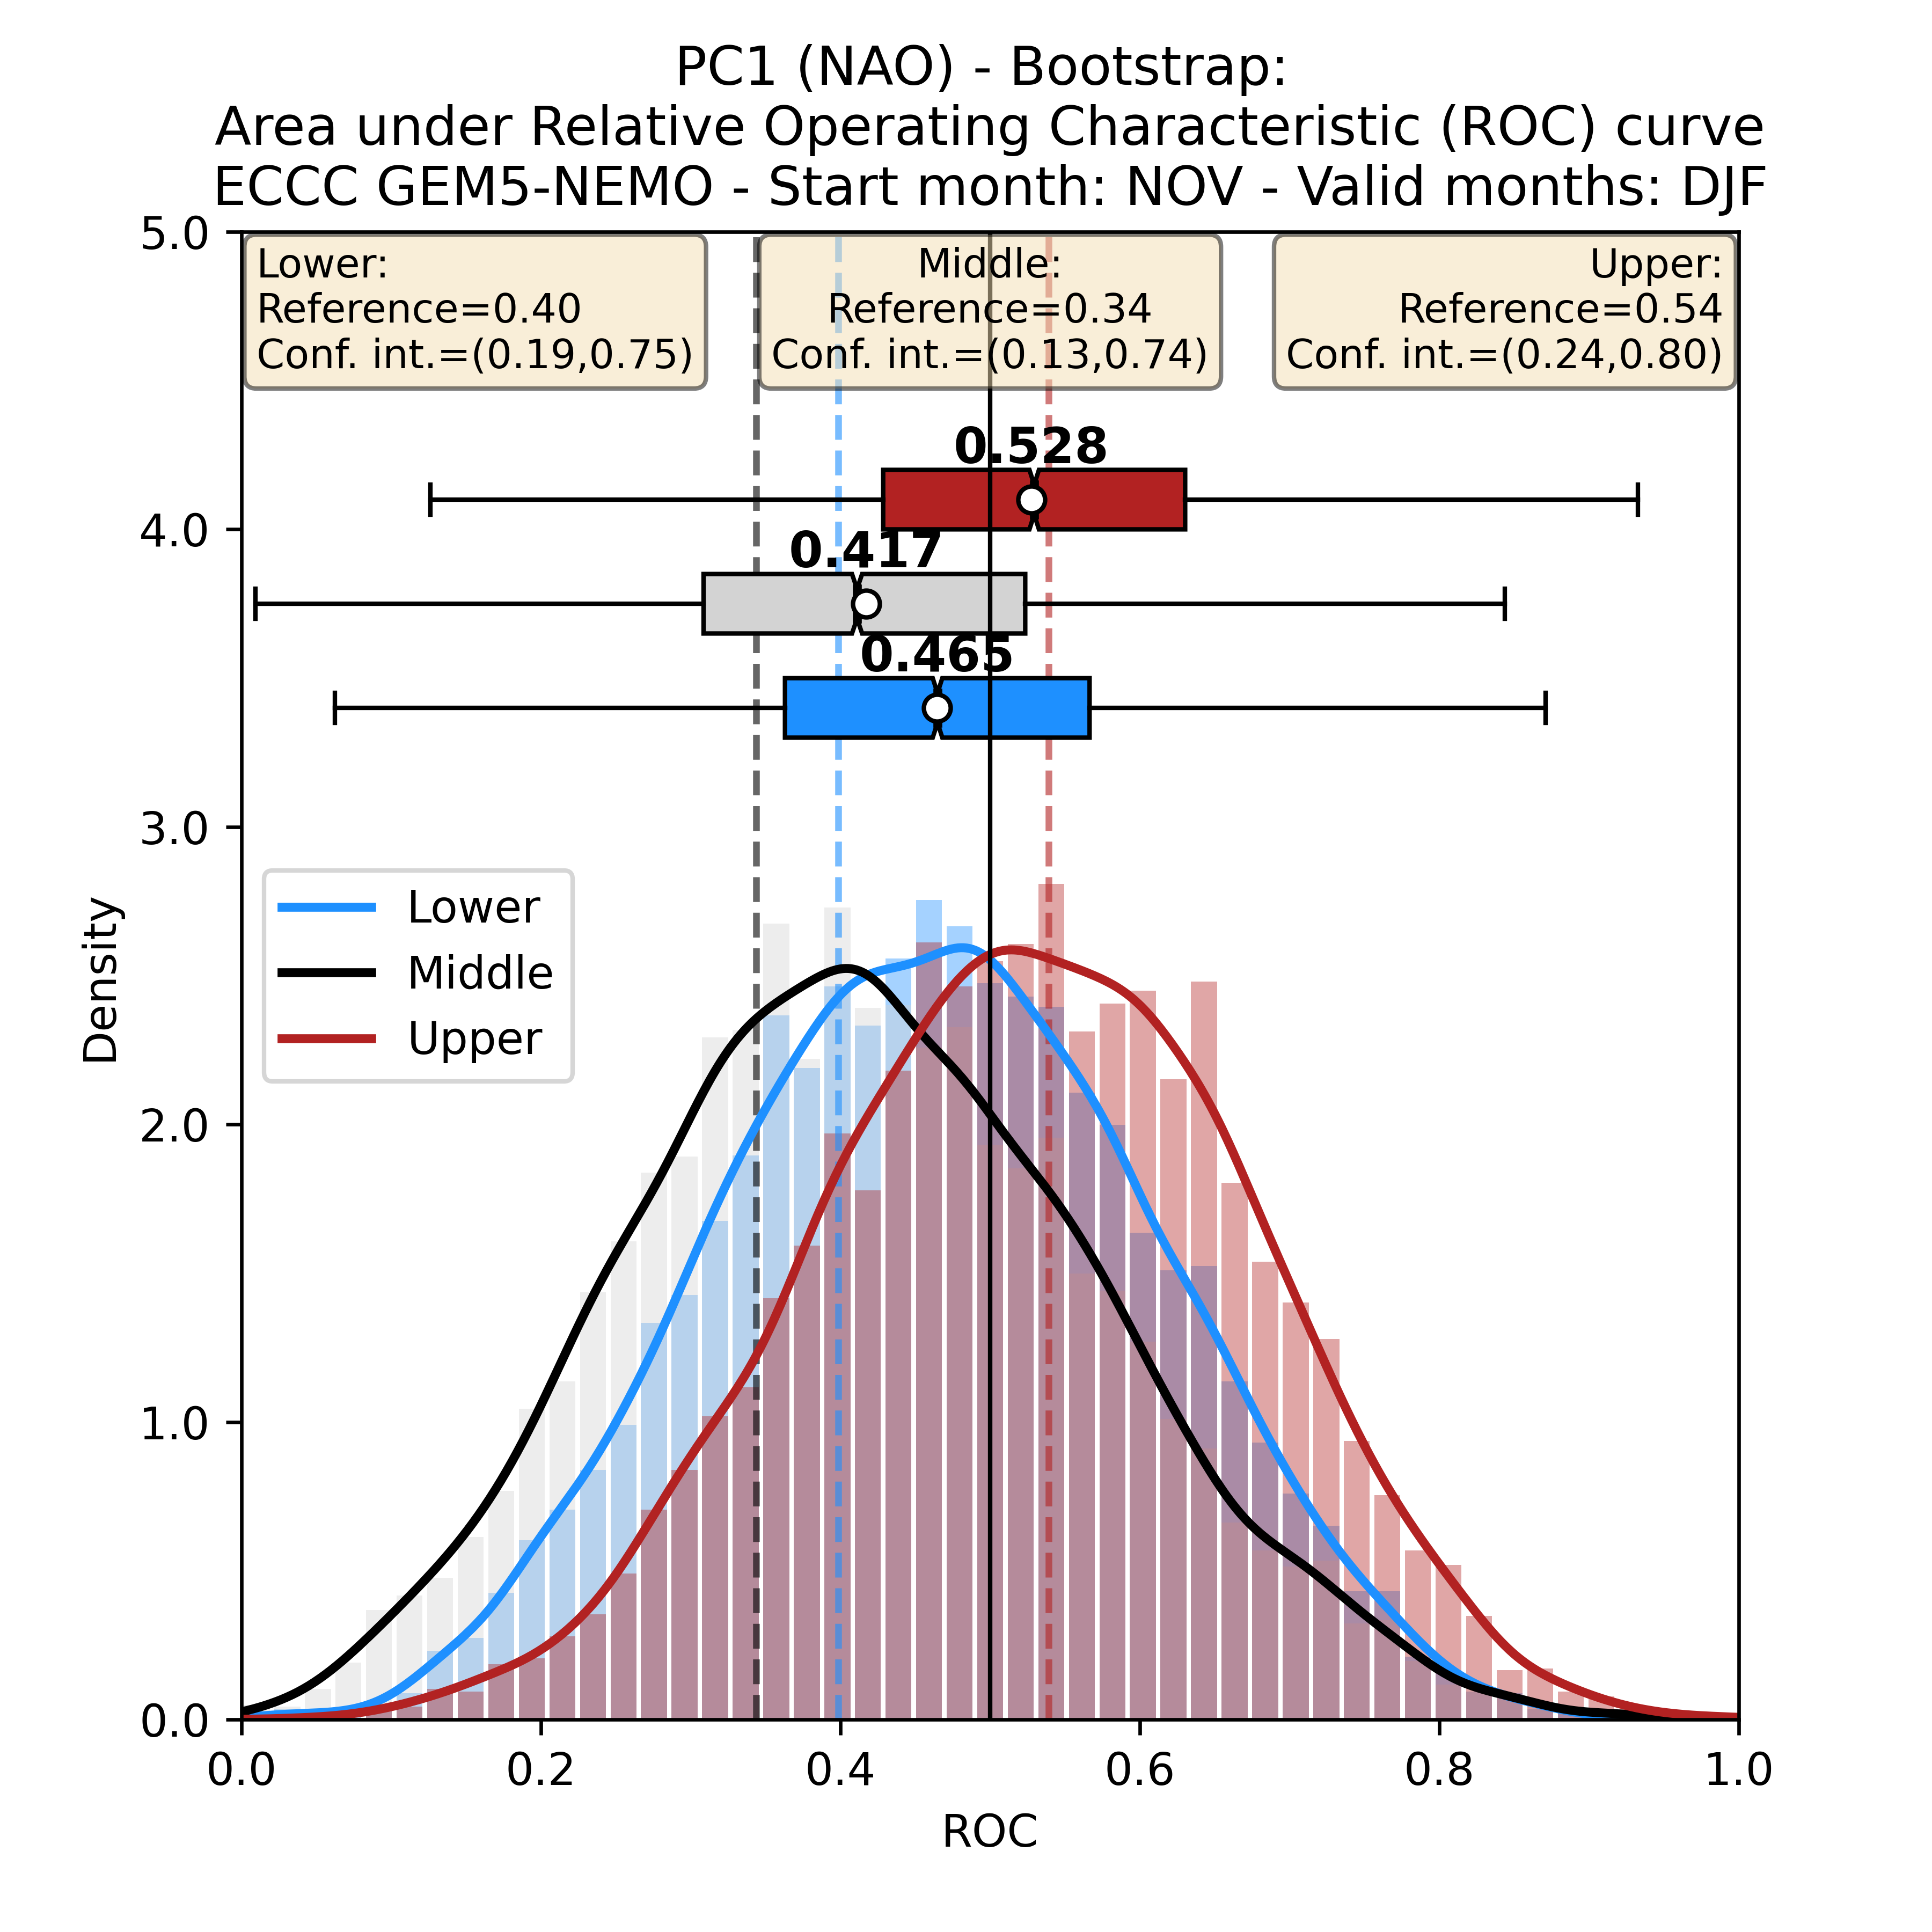 PC1 (NAO) - Bootstrap:
Area under Relative Operating Characteristic (ROC) curve
ECCC GEM5-NEMO - Start month: NOV - Valid months: DJF
Lower:
Reference=0.40
Conf. int.=(0.19,0.75)
Middle:
Reference=0.34
Conf. int.=(0.13,0.74)
Upper:
Reference=0.54
Conf. int.=(0.24,0.80)
0.528
0.417
0.465
Lower
Middle
Upper
Density
5.0
4.0
3.0
2.0
1.0
0.0
0.0
0.2
0.4
0.6
0.8
1.0
ROC